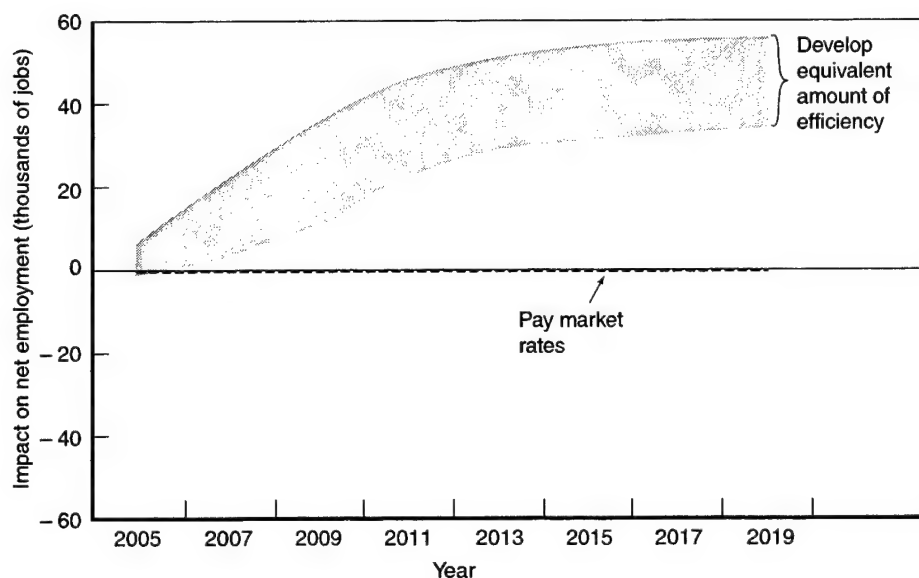 Impact on net employment (thousands of jobs)
60
40
20
0
– 20
– 40
– 60
Develop
equivalent
amount of
efficiency
Pay market
rates
2005 2007 2009 2011 2013 2015 2017 2019
Year